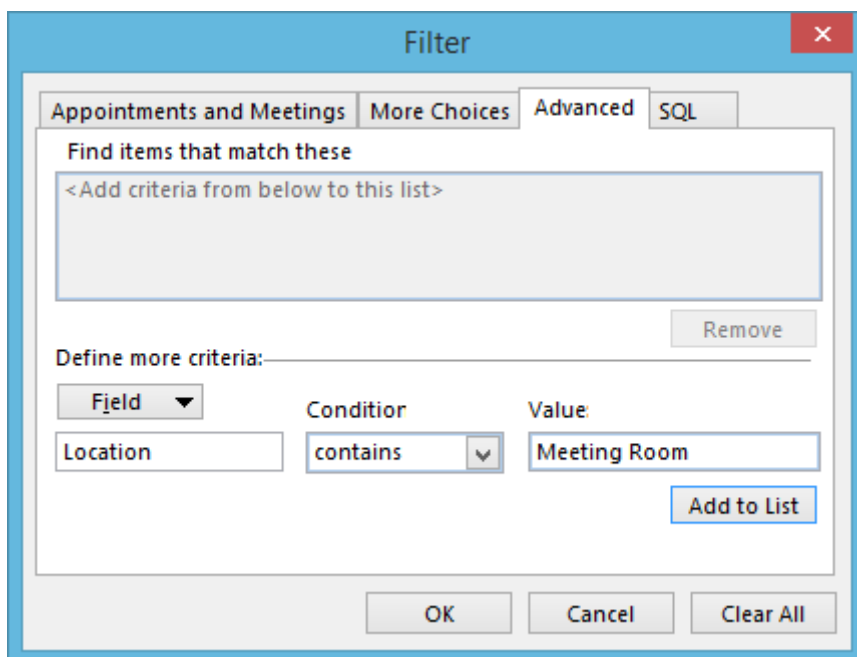 Filter
Appointments and Meetings More Choices Advanced SQL
Find items that match these
<Add criteria from below to this list>
Remove
Define more criteria:
Field Condition Value:
Location contains Meeting Room
Add to List
OK Cancel Clear All